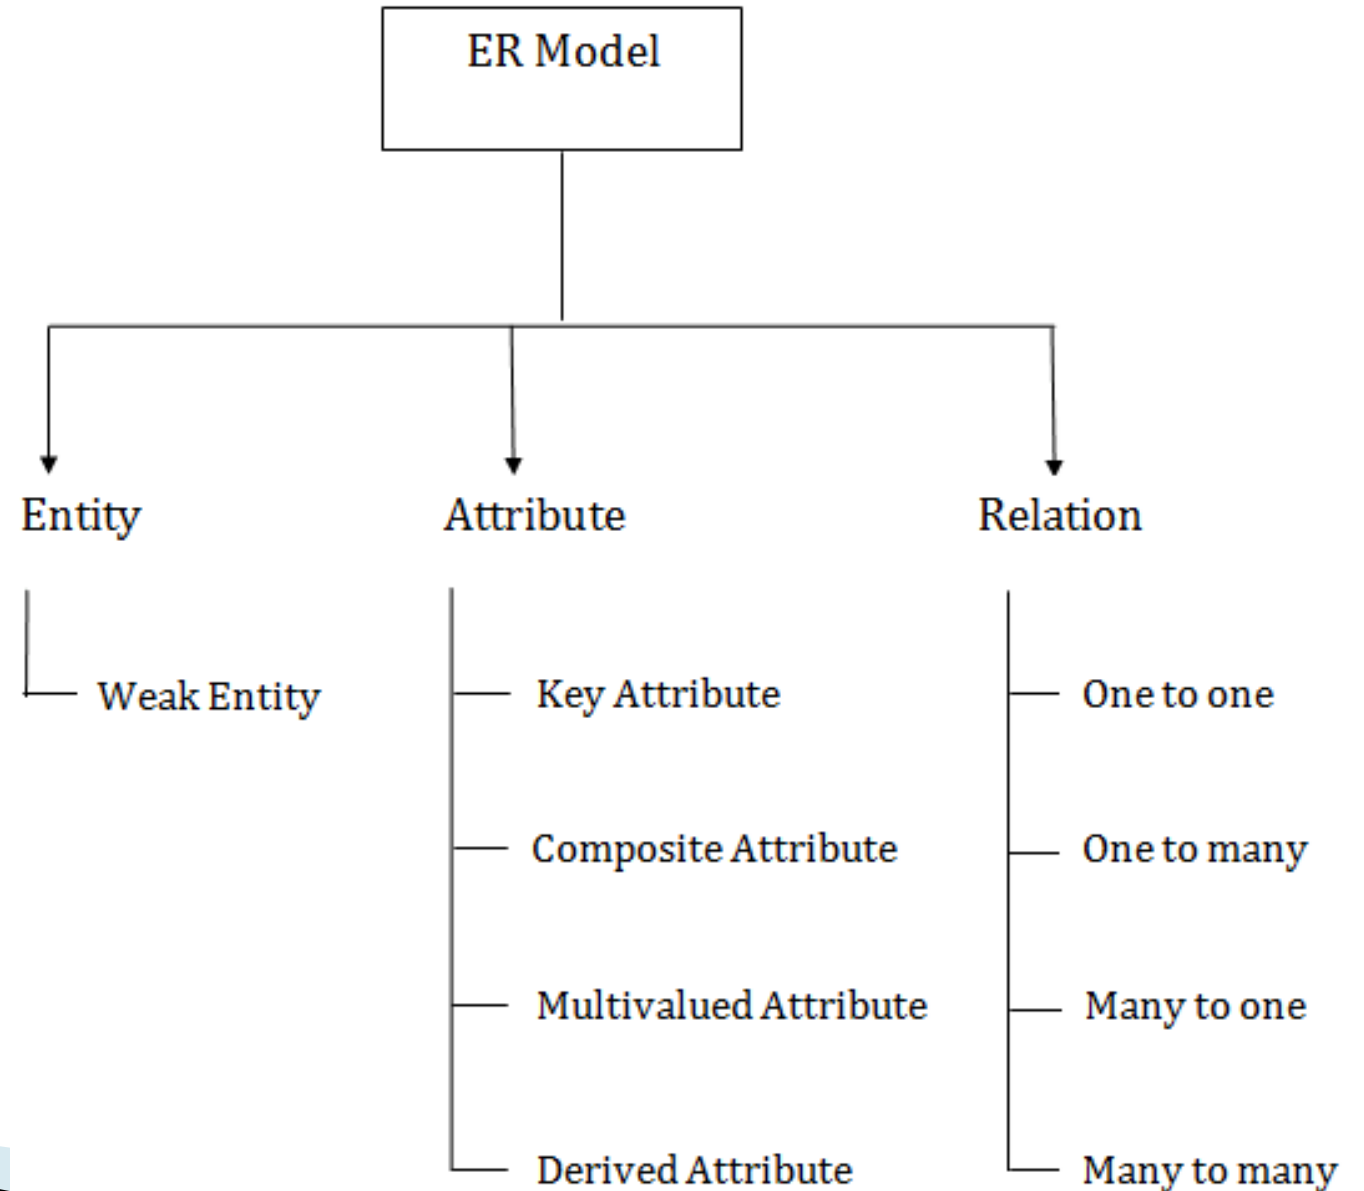 ER Model
Entity
Attribute
Relation
Weak Entity
Key Attribute
One to one
Composite Attribute
One to many
Multivalued Attribute
Many to one
Derived Attribute
Many to many